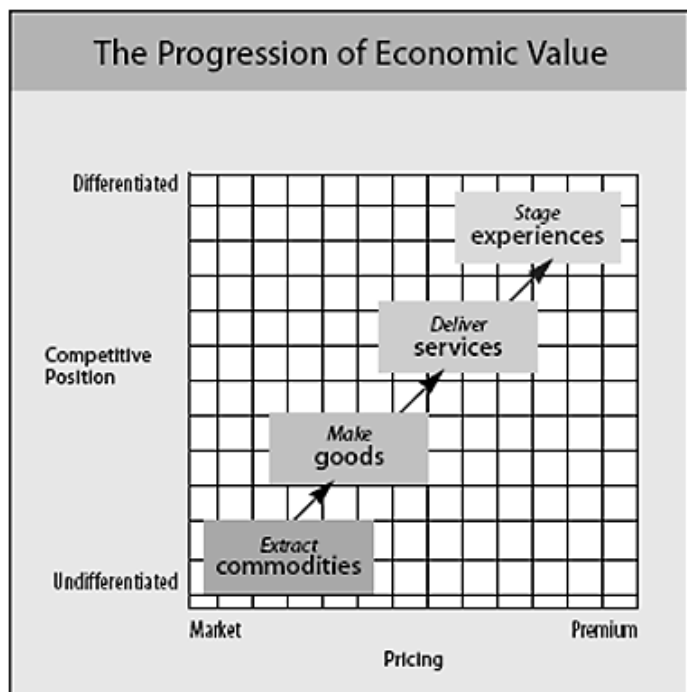 The Progression of Economic Value
Differentiated
Stage
experiences
Deliver
services
Competitive
Position
Make
goods
Extract
commodities
Undifferentiated
Market
Premium
Pricing